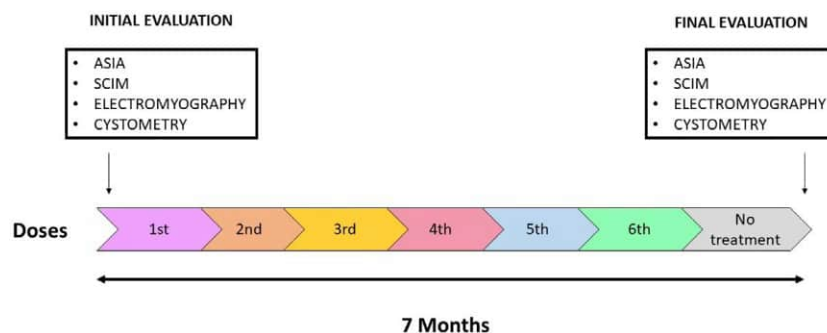 INITIAL EVALUATION
• ASIA
• SCIM
• ELECTROMYOGRAPHY
• CYSTOMETRY
FINAL EVALUATION
• ASIA
• SCIM
• ELECTROMYOGRAPHY
• CYSTOMETRY
Doses
1st
2nd
3rd
4th
5th
6th
No
treatment
7 Months